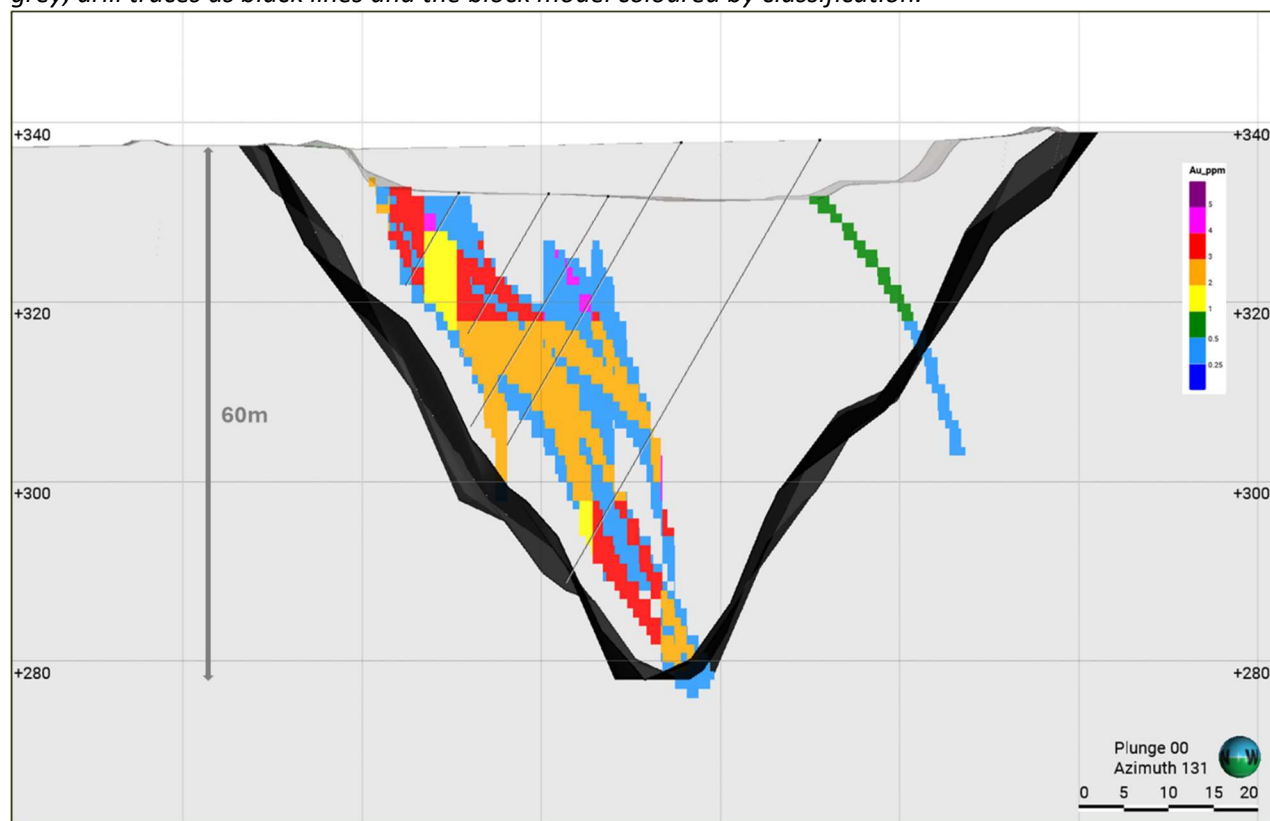 grey, drill traces as black lines and the block model coloured by classification.
+340
+340
Au_ppm
5
4
3
2
1
0.5
0.25
+320
+320
60m
+300
+300
+280
+280
Plunge 00
Azimuth 131
N W
0 5 10 15 20